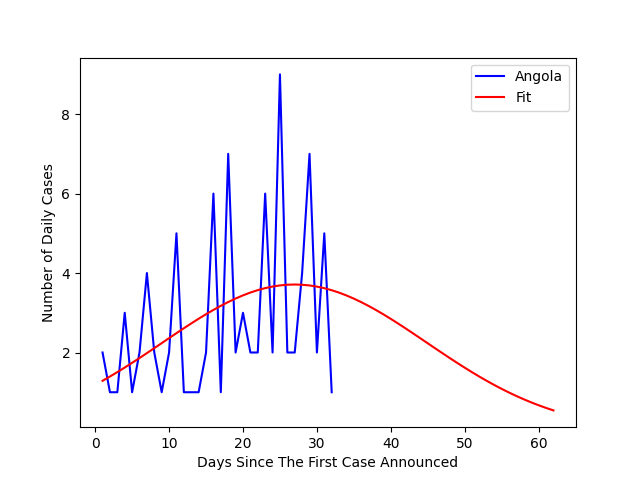 Angola
Fit
Number of Daily Cases
8
6
4
2
0 10 20 30 40 50 60
Days Since The First Case Announced